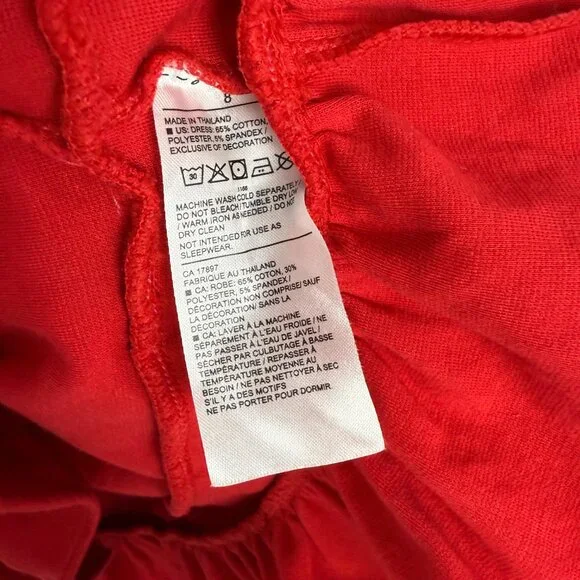 8
MADE IN THAILAND
■ US: DRESS: 65% COTTON,
POLYESTER, 5% SPANDEX /
EXCLUSIVE OF DECORATION
30
1166
MACHINE WASH COLD SEPARATELY
DO NOT BLEACH / TUMBLE DRY LOW
/ WARM IRON AS NEEDED / DO NOT
DRY CLEAN
NOT INTENDED FOR USE AS
SLEEPWEAR.
CA 17897
FABRIQUE AU THAILAND
■ CA: ROBE: 65% COTON, 30%
POLYESTER, 5% SPANDEX /
DÉCORATION NON COMPRISE/ SAUF
LA DÉCORATION/ SANS LA
DÉCORATION
■ CA: LAVER À LA MACHINE
SÉPARÉMENT À L'EAU FROIDE / NE
PAS PASSER À L'EAU DE JAVEL /
SÉCHER PAR CULBUTAGE À BASSE
TEMPÉRATURE / REPASSER À
TEMPÉRATURE MOYENNE AU
BESOIN / NE PAS NETTOYER À SEC
S'IL Y A DES MOTIFS
NE PAS PORTER POUR DORMIR.